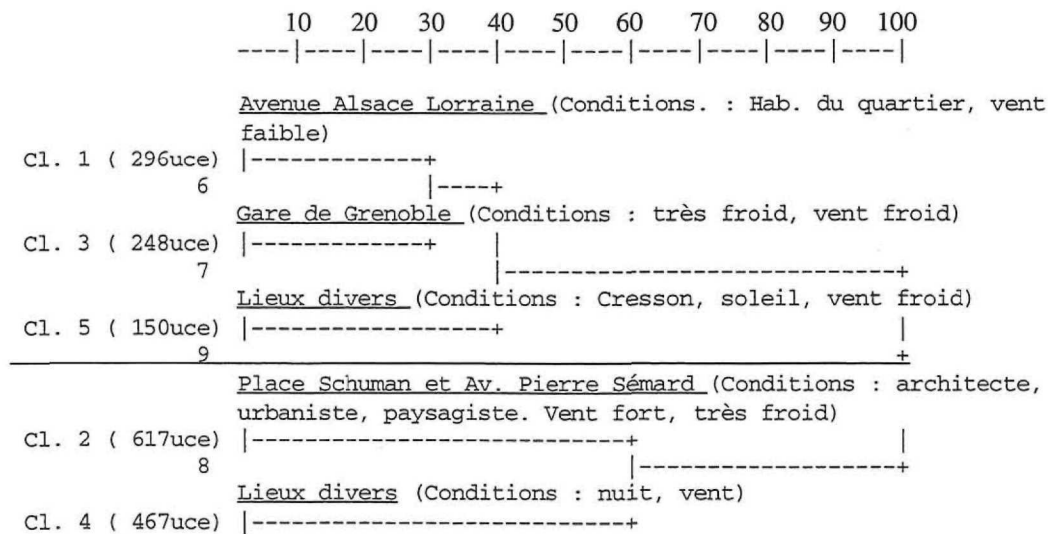 10 20 30 40 50 60 70 80 90 100
----|----|----|----|----|----|----|----|----|----|
Avenue Alsace Lorraine (Conditions. : Hab. du quartier, vent
faible)
Cl. 1 ( 296uce) |-------------+
6 |----+
Gare de Grenoble (Conditions : très froid, vent froid)
Cl. 3 ( 248uce) |-------------+ |
7 |-----------------------------+
Lieux divers (Conditions : Cresson, soleil, vent froid)
Cl. 5 ( 150uce) |------------------+ |
9 +
Place Schuman et Av. Pierre Sémard (Conditions : architecte,
urbaniste, paysagiste. Vent fort, très froid)
Cl. 2 ( 617uce) |----------------------------+ |
8 |-------------------+
Lieux divers (Conditions : nuit, vent)
Cl. 4 ( 467uce) |----------------------------+